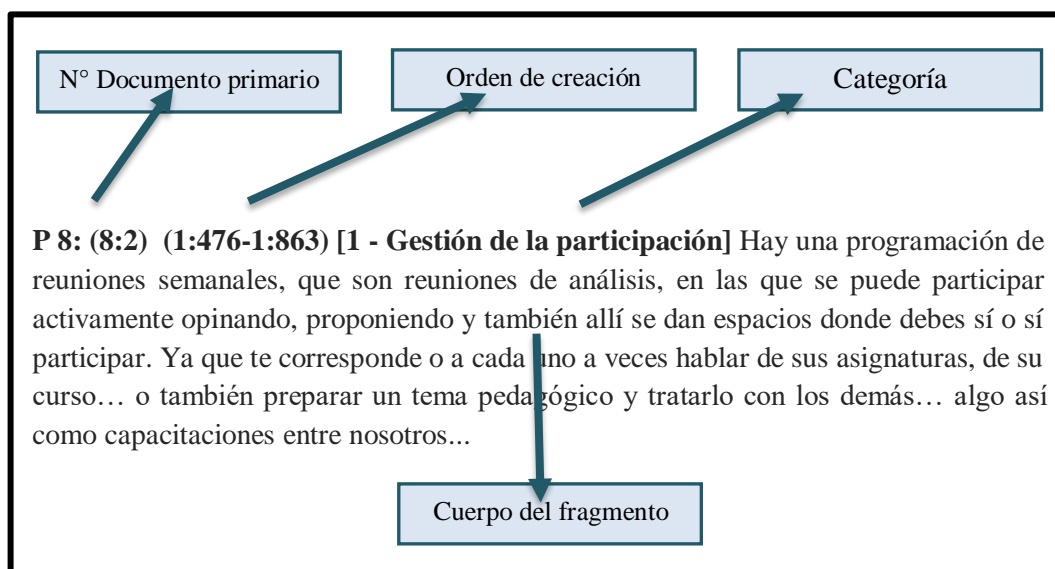 N° Documento primario
Orden de creación
Categoría
P 8: (8:2) (1:476-1:863) [1 - Gestión de la participación] Hay una programación de
reuniones semanales, que son reuniones de análisis, en las que se puede participar
activamente opinando, proponiendo y también allí se dan espacios donde debes sí o sí
participar. Ya que te corresponde o a cada uno a veces hablar de sus asignaturas, de su
curso… o también preparar un tema pedagógico y tratarlo con los demás… algo así
como capacitaciones entre nosotros...
Cuerpo del fragmento